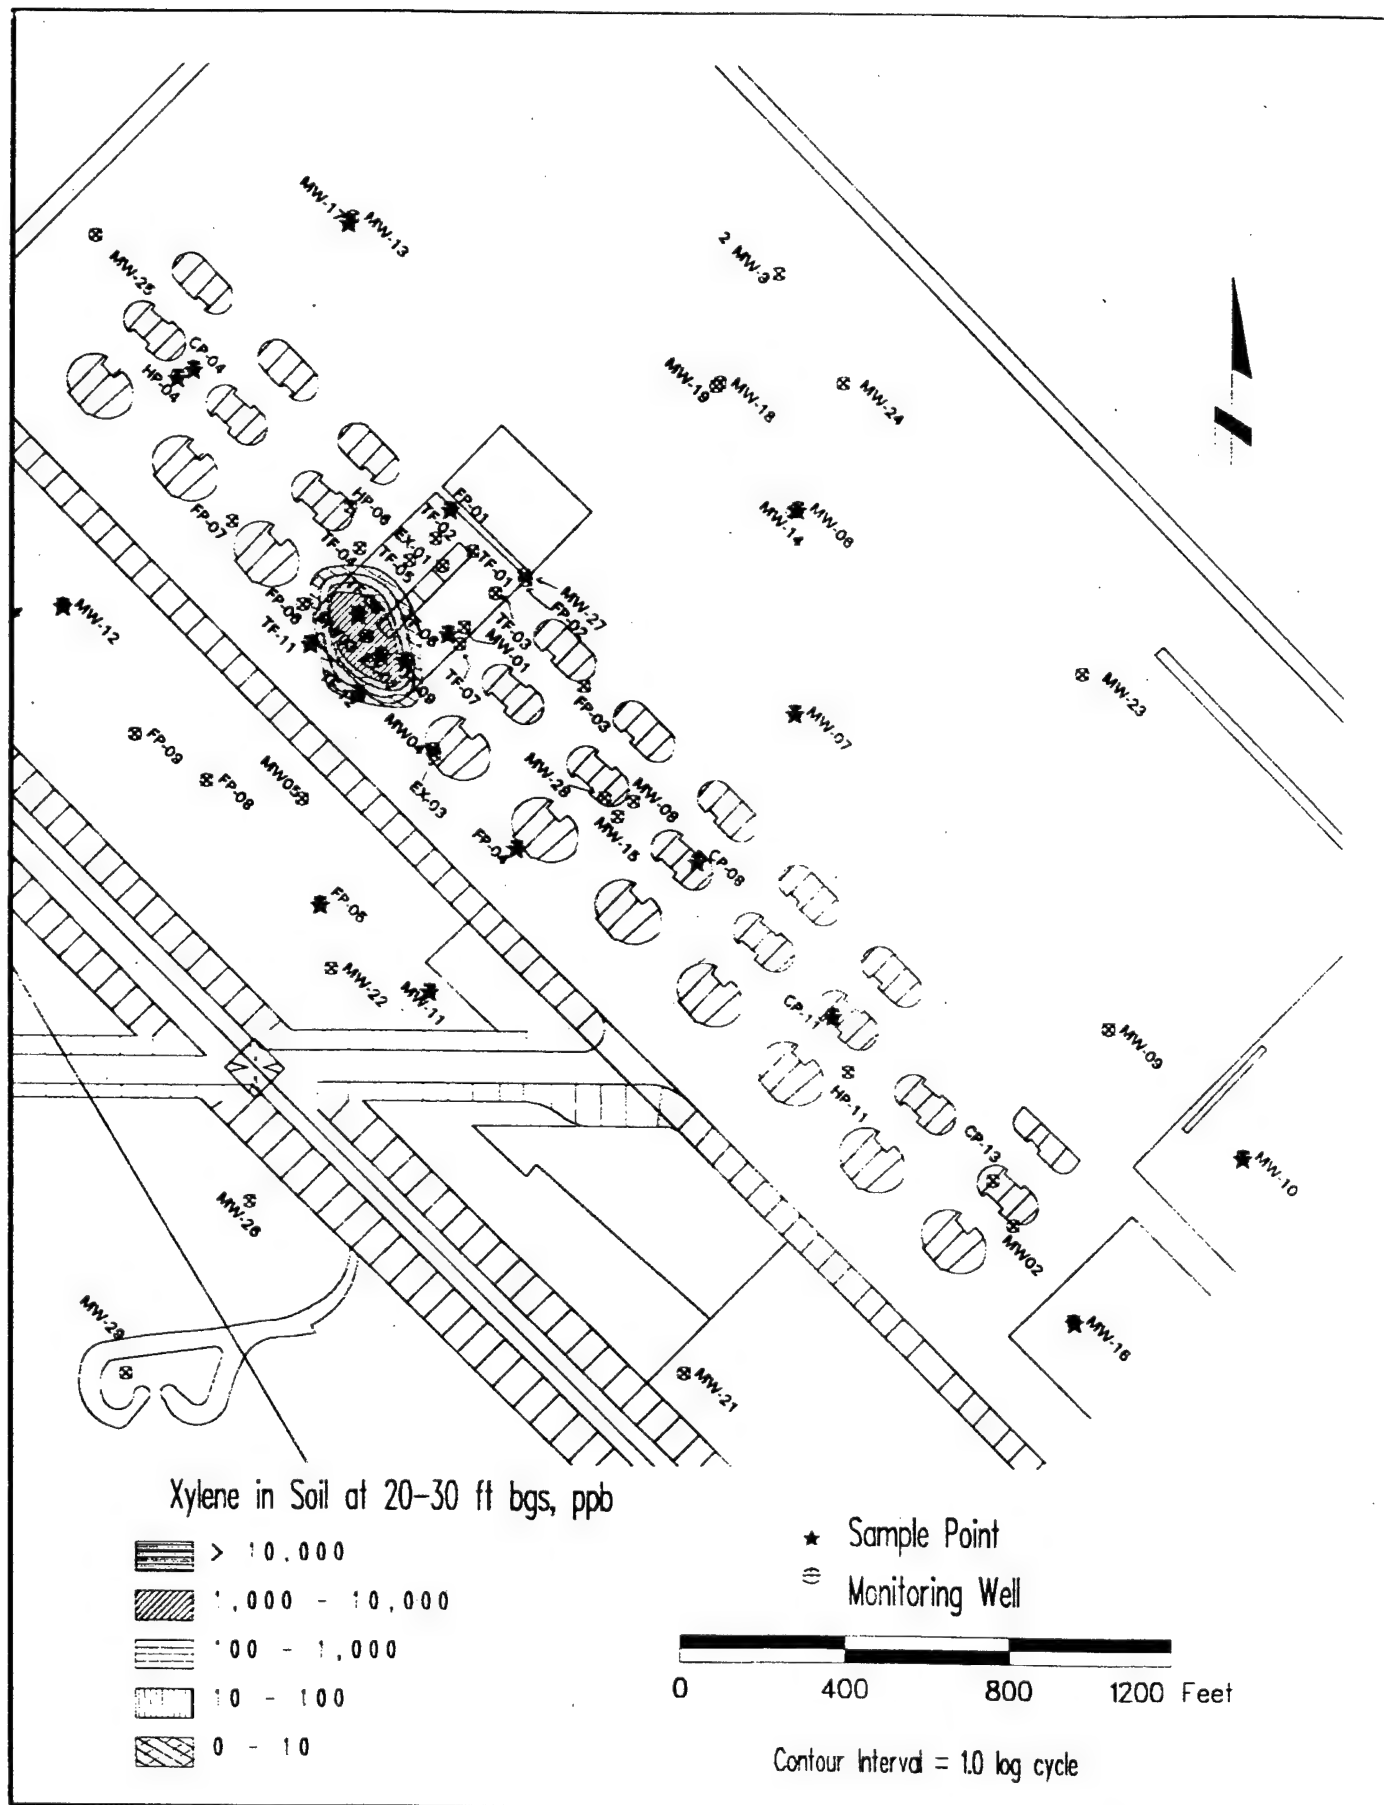 MW-17
MW-13
MW-25
2 MW-3
CP-04
HP-04
MW-19
MW-18
MW-24
FP-07
HP-06
FP-01
TF-02
EX-01
TF-04
TF-05
TF-01
MW-14
MW-06
MW-27
FP-02
TF-03
MW-01
FP-06
TF-11
TF-06
TF-07
MW-12
FP-03
MW-23
MW-07
MW04
EX-03
FP-09
FP-08
MW05
MW-28
MW-08
MW-15
FP-04
CP-08
FP-05
MW-22
MW-11
CP-11
HP-11
MW-09
CP-13
MW-10
MW02
MW-26
MW-29
MW-16
MW-21
Xylene in Soil at 20-30 ft bgs, ppb
> 10,000
1,000 - 10,000
100 - 1,000
10 - 100
0 - 10
Sample Point
Monitoring Well
0 400 800 1200 Feet
Contour Interval = 1.0 log cycle